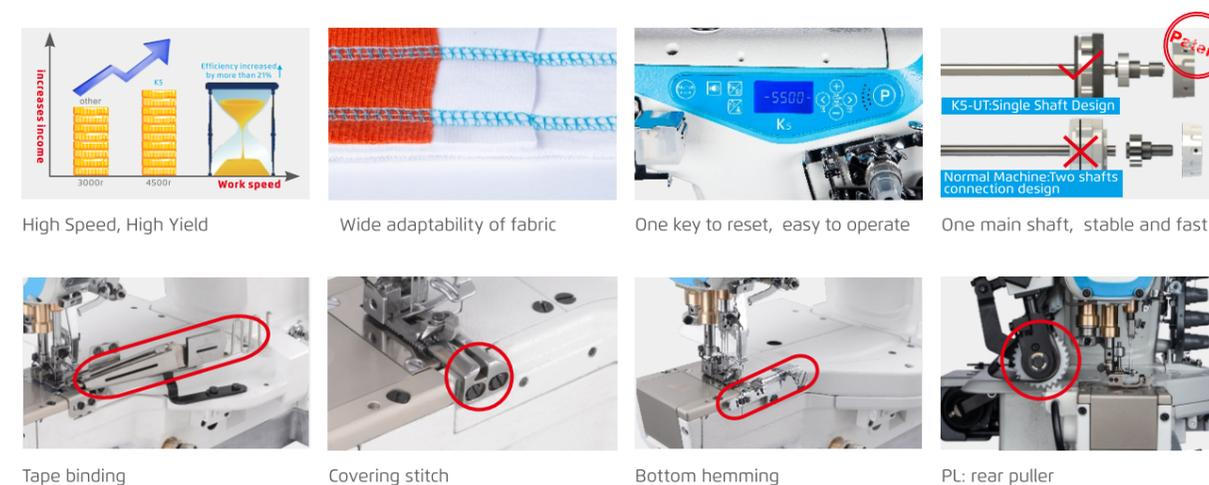 increases income
other
K5
Efficiency increased
by more than 21%
3000r
4500r
Work speed
-5500-
P
K5
K5-UT:Single Shaft Design
Normal Machine:Two shafts
connection design
High Speed, High Yield
Wide adaptability of fabric
One key to reset, easy to operate
One main shaft, stable and fast
Tape binding
Covering stitch
Bottom hemming
PL: rear puller